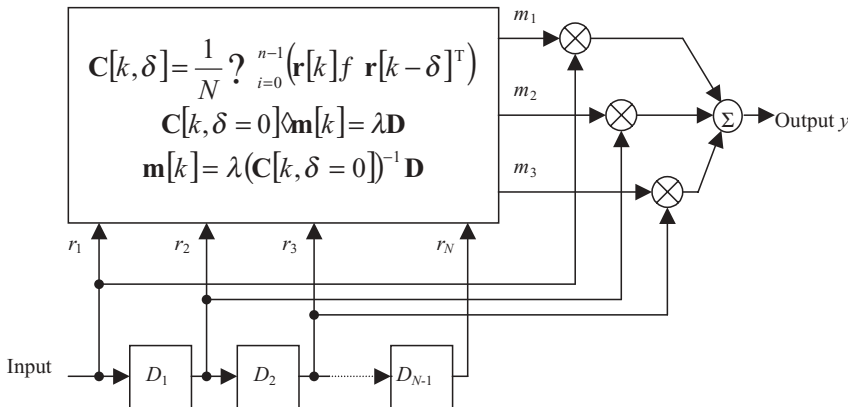 C[k, δ] = 1/N ? n−1 i=0 (r[k] f r[k − δ]^T)
C[k, δ = 0]◊m[k] = λD
m[k] = λ(C[k, δ = 0])^−1 D
m1
m2
m3
Σ
Output y
r1
r2
r3
rN
Input
D1
D2
DN-1